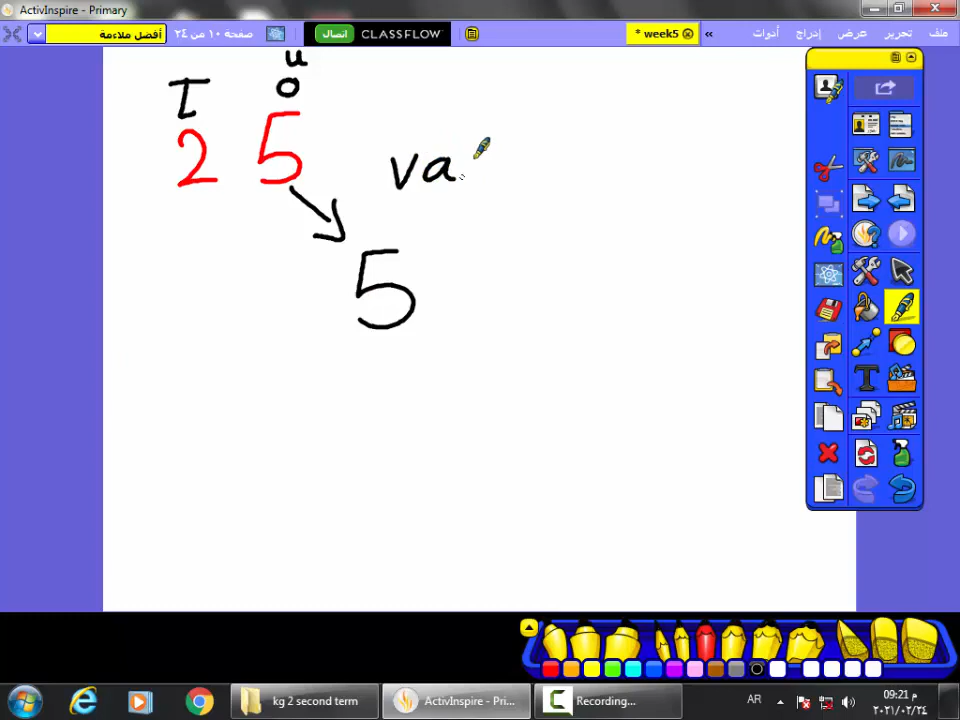 ActivInspire - Primary
أفضل ملاءمة
صفحة ١٠ من ٢٤
اتصال CLASSFLOW
* week5
»
أدوات إدراج عرض تحرير ملف
u
T o
2 5
va
5
T
kg 2 second term
ActivInspire - Pri...
Recording...
AR
09:21 م
٢٠٢١/٠٢/٢٤